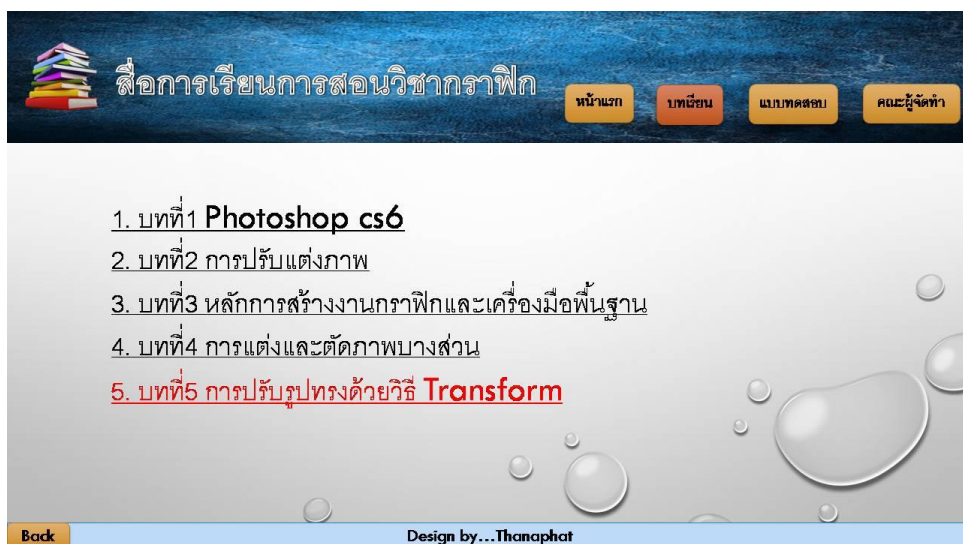 สื่อการเรียนการสอนวิชากราฟิก
หน้าแรก
บทเรียน
แบบทดสอบ
คณะผู้จัดทำ
1. บทที่1 Photoshop cs6
2. บทที่2 การปรับแต่งภาพ
3. บทที่3 หลักการสร้างงานกราฟิกและเครื่องมือพื้นฐาน
4. บทที่4 การแต่งและตัดภาพบางส่วน
5. บทที่5 การปรับรูปทรงด้วยวิธี Transform
Back
Design by...Thanaphat